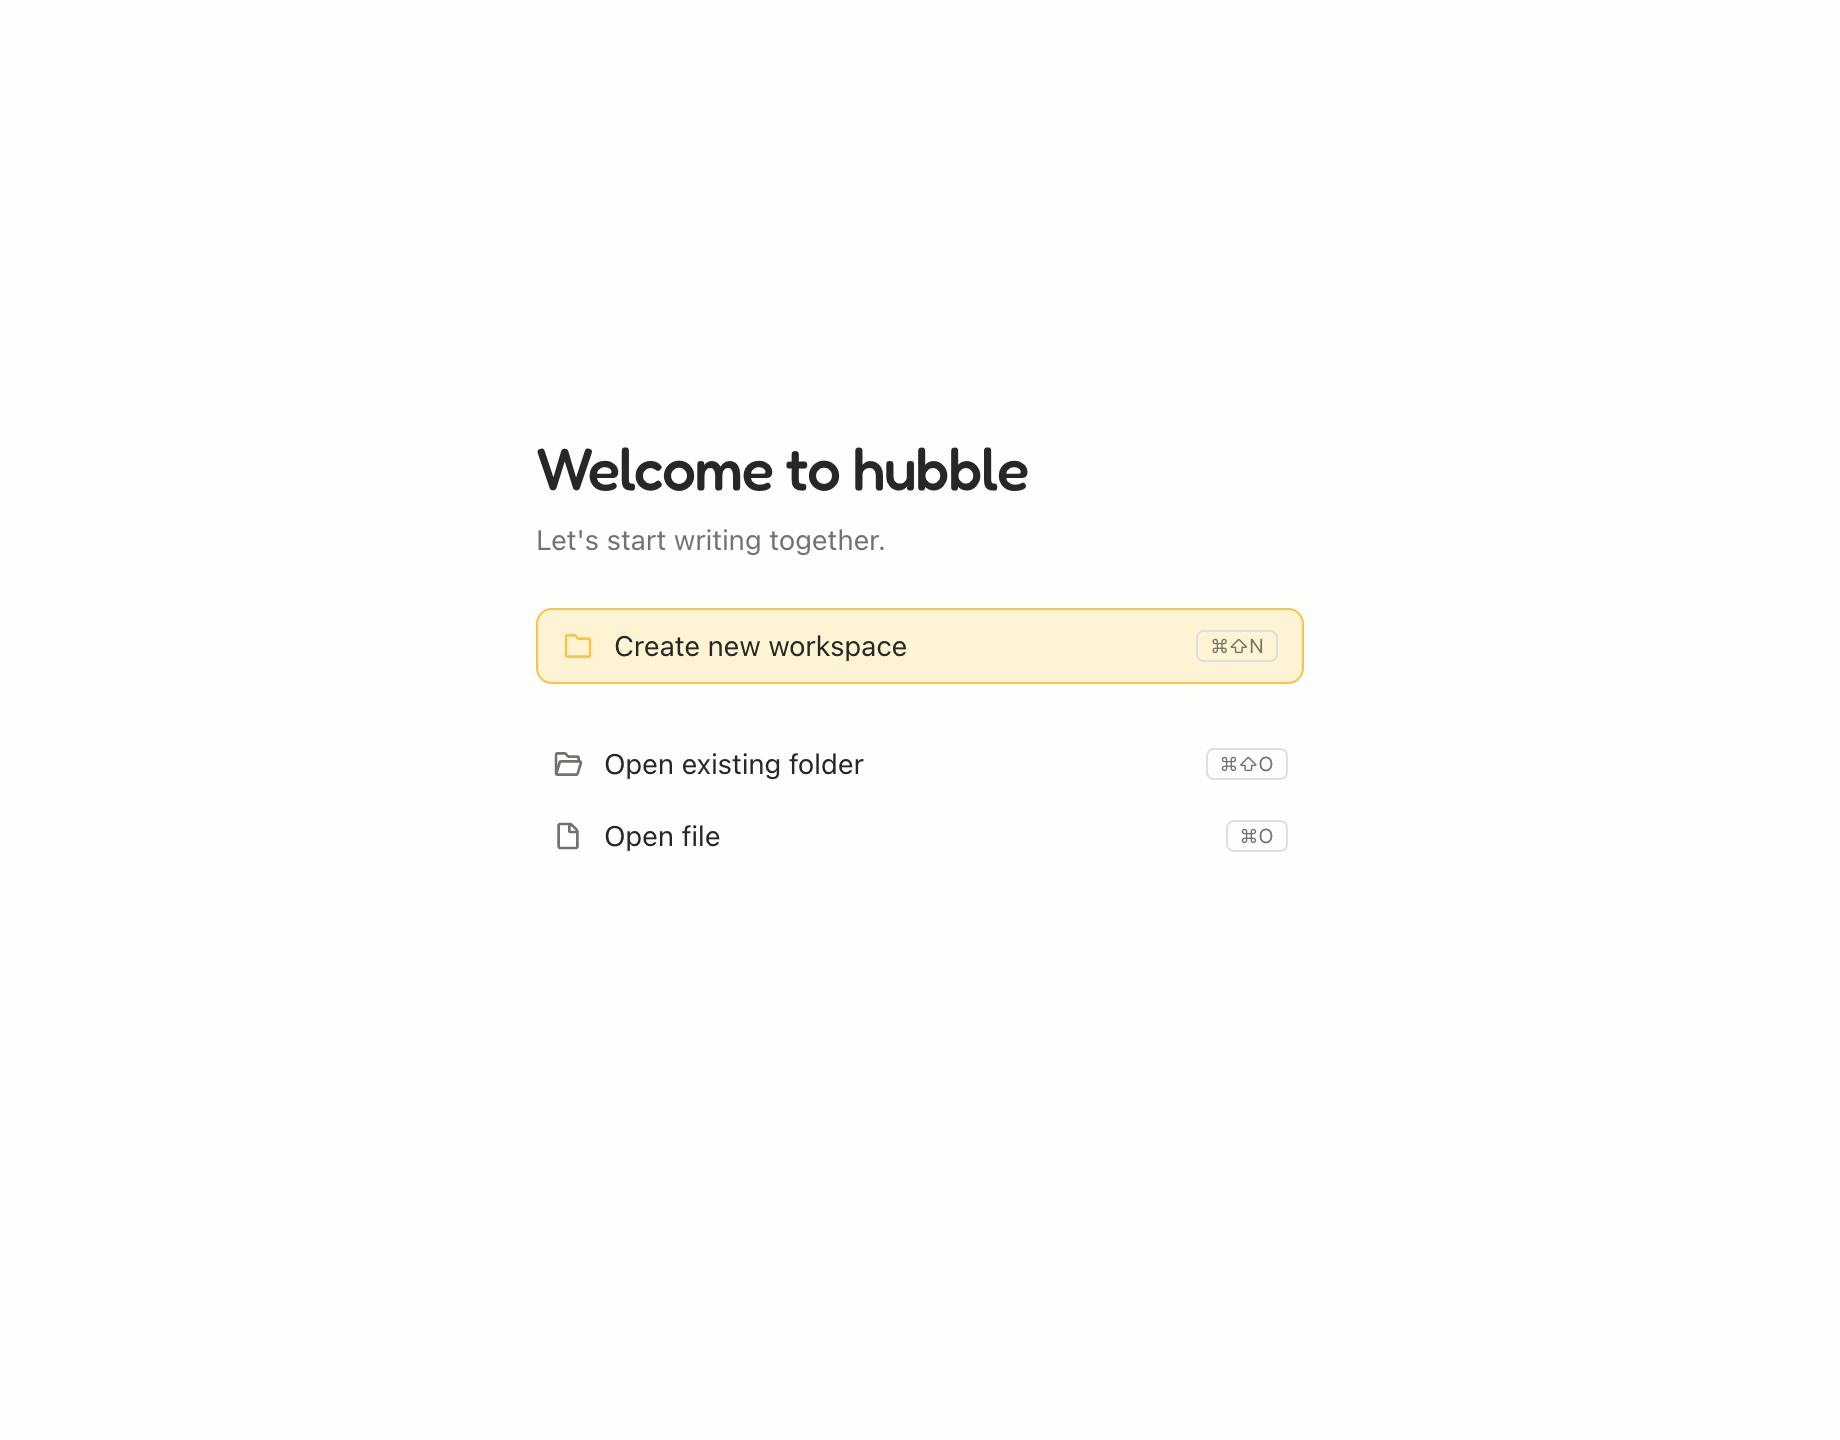 Welcome to hubble
Let's start writing together.
Create new workspace ⌘⇧N
Open existing folder ⌘⇧O
Open file ⌘O